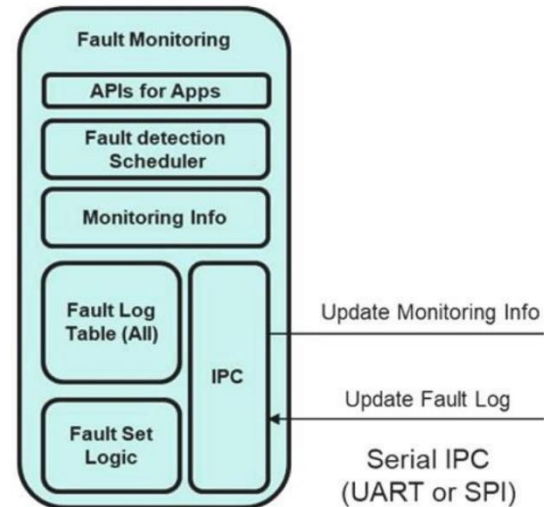 Fault Monitoring
APIs for Apps
Fault detection
Scheduler
Monitoring Info
Fault Log
Table (All)
IPC
Fault Set
Logic
Update Monitoring Info
Update Fault Log
Serial IPC
(UART or SPI)